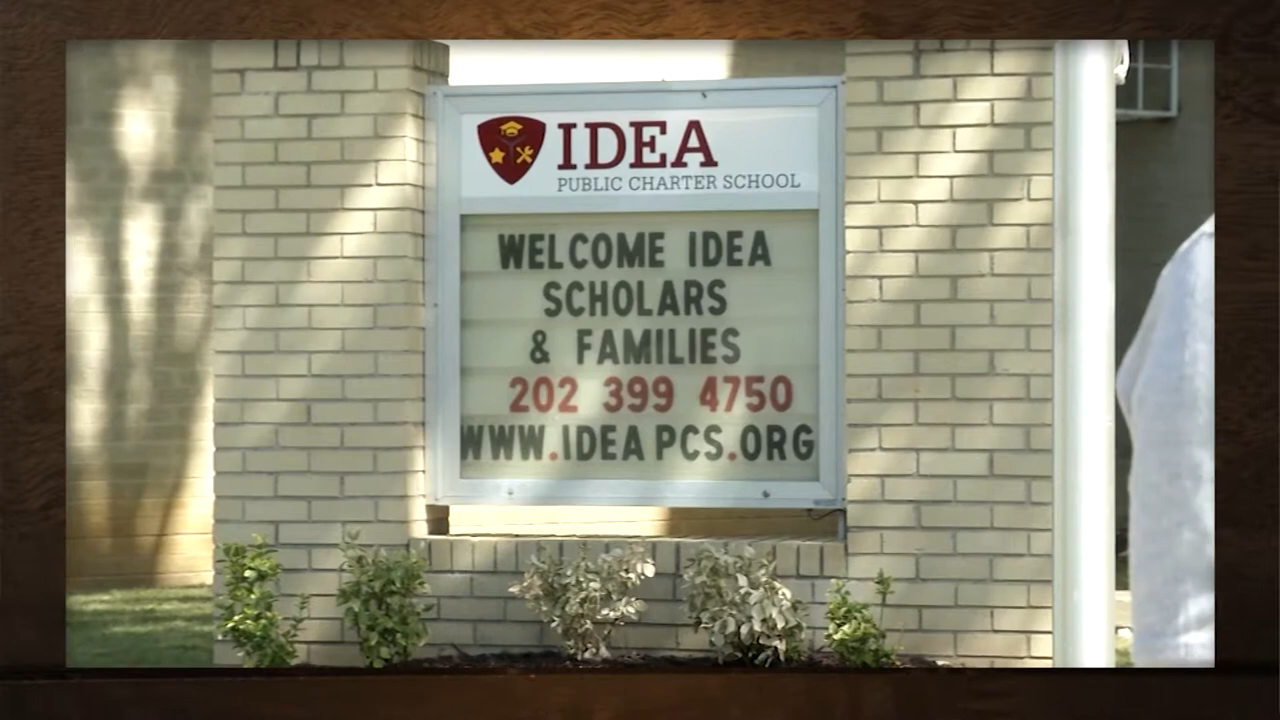 IDEA
PUBLIC CHARTER SCHOOL
WELCOME IDEA
SCHOLARS
& FAMILIES
202 399 4750
WWW.IDEAPCS.ORG